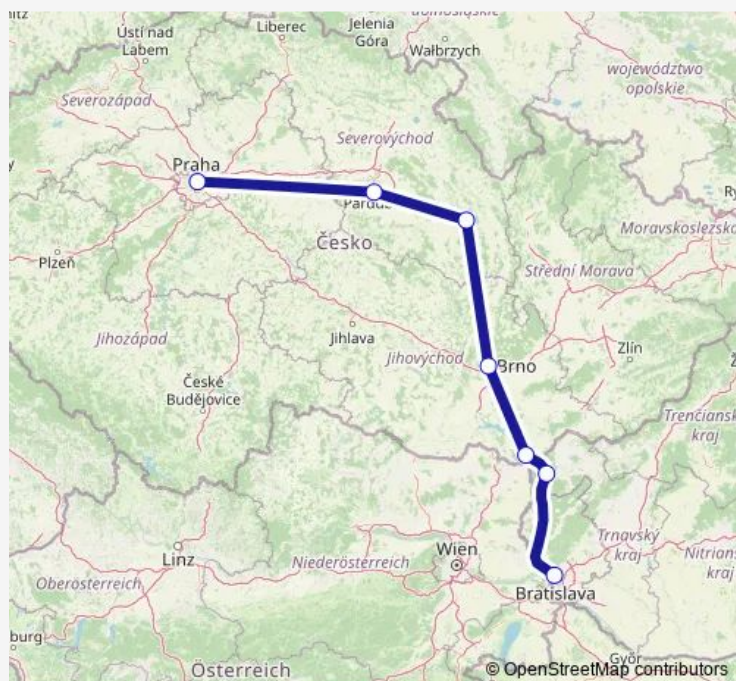 Ústí nad
Labem
Liberec
Jelenia
Góra
Wałbrzych
Severozápad
województwo
opolskie
Praha
Severovýchod
Česko
Plzeň
Moravskoslezsko
Střední Morava
Jihozápad
Jihlava
Jihovýchod
Brno
Zlín
České
Budějovice
Trenčiansky
kraj
Trnavský
kraj
Linz
Niederösterreich
Wien
Bratislava
Oberösterreich
Nitrian
kraj
burg
Österreich
Győr
© OpenStreetMap contributors